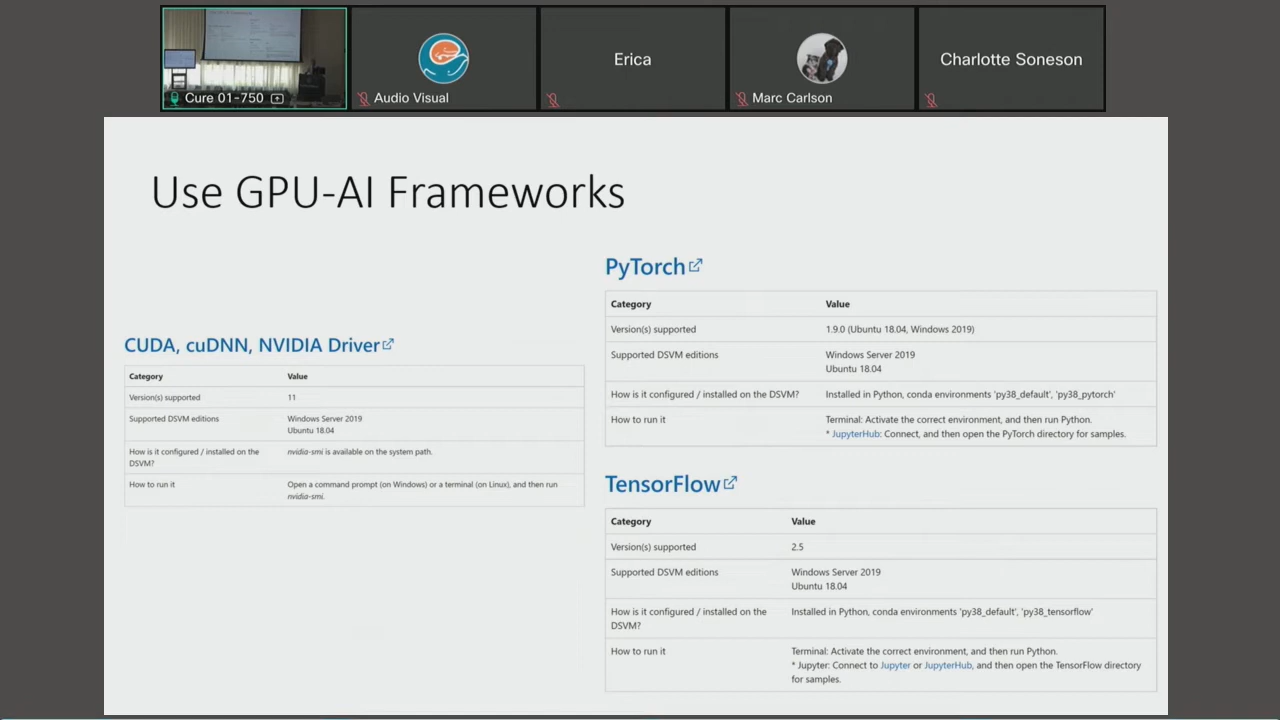 Cure 01-750
Audio Visual
Erica
Marc Carlson
Charlotte Soneson
Use GPU-AI Frameworks
CUDA, cuDNN, NVIDIA Driver
Category Value
Version(s) supported 11
Supported DSVM editions Windows Server 2019
Ubuntu 18.04
How is it configured / installed on the nvidia-smi is available on the system path.
DSVM?
How to run it Open a command prompt (on Windows) or a terminal (on Linux), and then run
nvidia-smi.
PyTorch
Category Value
Version(s) supported 1.9.0 (Ubuntu 18.04, Windows 2019)
Supported DSVM editions Windows Server 2019
Ubuntu 18.04
How is it configured / installed on the DSVM? Installed in Python, conda environments 'py38_default', 'py38_pytorch'
How to run it Terminal: Activate the correct environment, and then run Python.
* JupyterHub: Connect, and then open the PyTorch directory for samples.
TensorFlow
Category Value
Version(s) supported 2.5
Supported DSVM editions Windows Server 2019
Ubuntu 18.04
How is it configured / installed on the Installed in Python, conda environments 'py38_default', 'py38_tensorflow'
DSVM?
How to run it Terminal: Activate the correct environment, and then run Python.
* Jupyter: Connect to Jupyter or JupyterHub, and then open the TensorFlow directory
for samples.